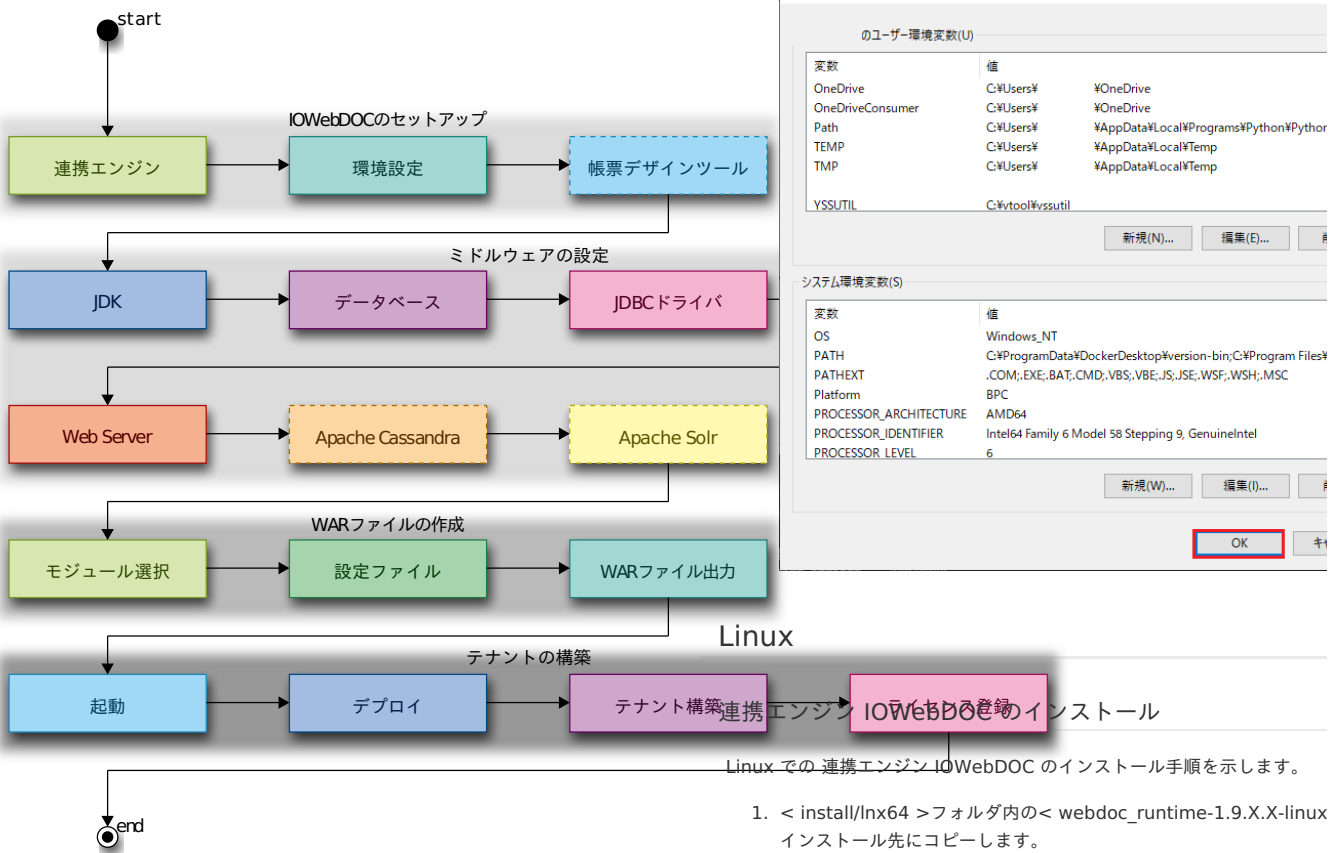 start
IOWebDOCのセットアップ
連携エンジン
環境設定
帳票デザインツール
ミドルウェアの設定
JDK
データベース
JDBCドライバ
Web Server
Apache Cassandra
Apache Solr
WARファイルの作成
モジュール選択
設定ファイル
WARファイル出力
テナントの構築
起動
デプロイ
テナント構築
ライセンス登録
end
のユーザー環境変数(U)
変数 値
OneDrive C:¥Users¥ ¥OneDrive
OneDriveConsumer C:¥Users¥ ¥OneDrive
Path C:¥Users¥ ¥AppData¥Local¥Programs¥Python¥Python
TEMP C:¥Users¥ ¥AppData¥Local¥Temp
TMP C:¥Users¥ ¥AppData¥Local¥Temp
YSSUTIL C:¥vtool¥vssutil
新規(N)... 編集(E)...
システム環境変数(S)
変数 値
OS Windows_NT
PATH C:¥ProgramData¥DockerDesktop¥version-bin;C:¥Program Files¥
PATHEXT .COM;.EXE;.BAT;.CMD;.VBS;.VBE;.JS;.JSE;.WSF;.WSH;.MSC
Platform BPC
PROCESSOR_ARCHITECTURE AMD64
PROCESSOR_IDENTIFIER Intel64 Family 6 Model 58 Stepping 9, GenuineIntel
PROCESSOR_LEVEL 6
新規(W)... 編集(I)...
OK キャ
Linux
連携エンジン IOWebDOC のインストール
Linux での 連携エンジン IOWebDOC のインストール手順を示します。
1. < install/lnx64 >フォルダ内の< webdoc_runtime-1.9.X.X-linux
インストール先にコピーします。